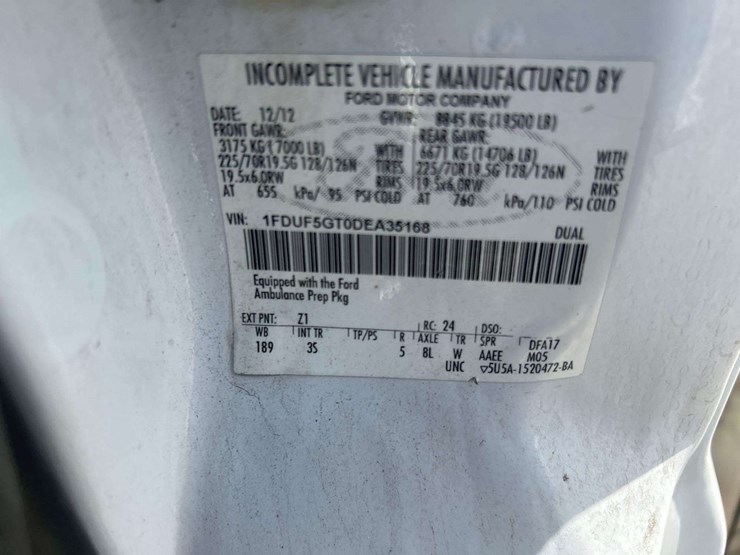 INCOMPLETE VEHICLE MANUFACTURED BY
FORD MOTOR COMPANY
DATE: 12/12 GVWR: 8845 KG (19500 LB)
FRONT GAWR: REAR GAWR:
3175 KG (7000 LB) WITH 6671 KG (14706 LB) WITH
225/70R19.5G 128/126N TIRES 225/70R19.5G 128/126N TIRES
19.5x6.0RW RIMS 19.5x6.0RW RIMS
AT 655 kPa/ 95 PSI COLD AT 760 kPa/110 PSI COLD
VIN: 1FDUF5GT0DEA35168 DUAL
Equipped with the Ford
Ambulance Prep Pkg
EXT PNT: Z1 RC: 24 DSO:
WB INT TR TP/PS R AXLE TR SPR DFA17
189 3S 5 8L W AAEE M05
UNC ▽5U5A-1520472-BA